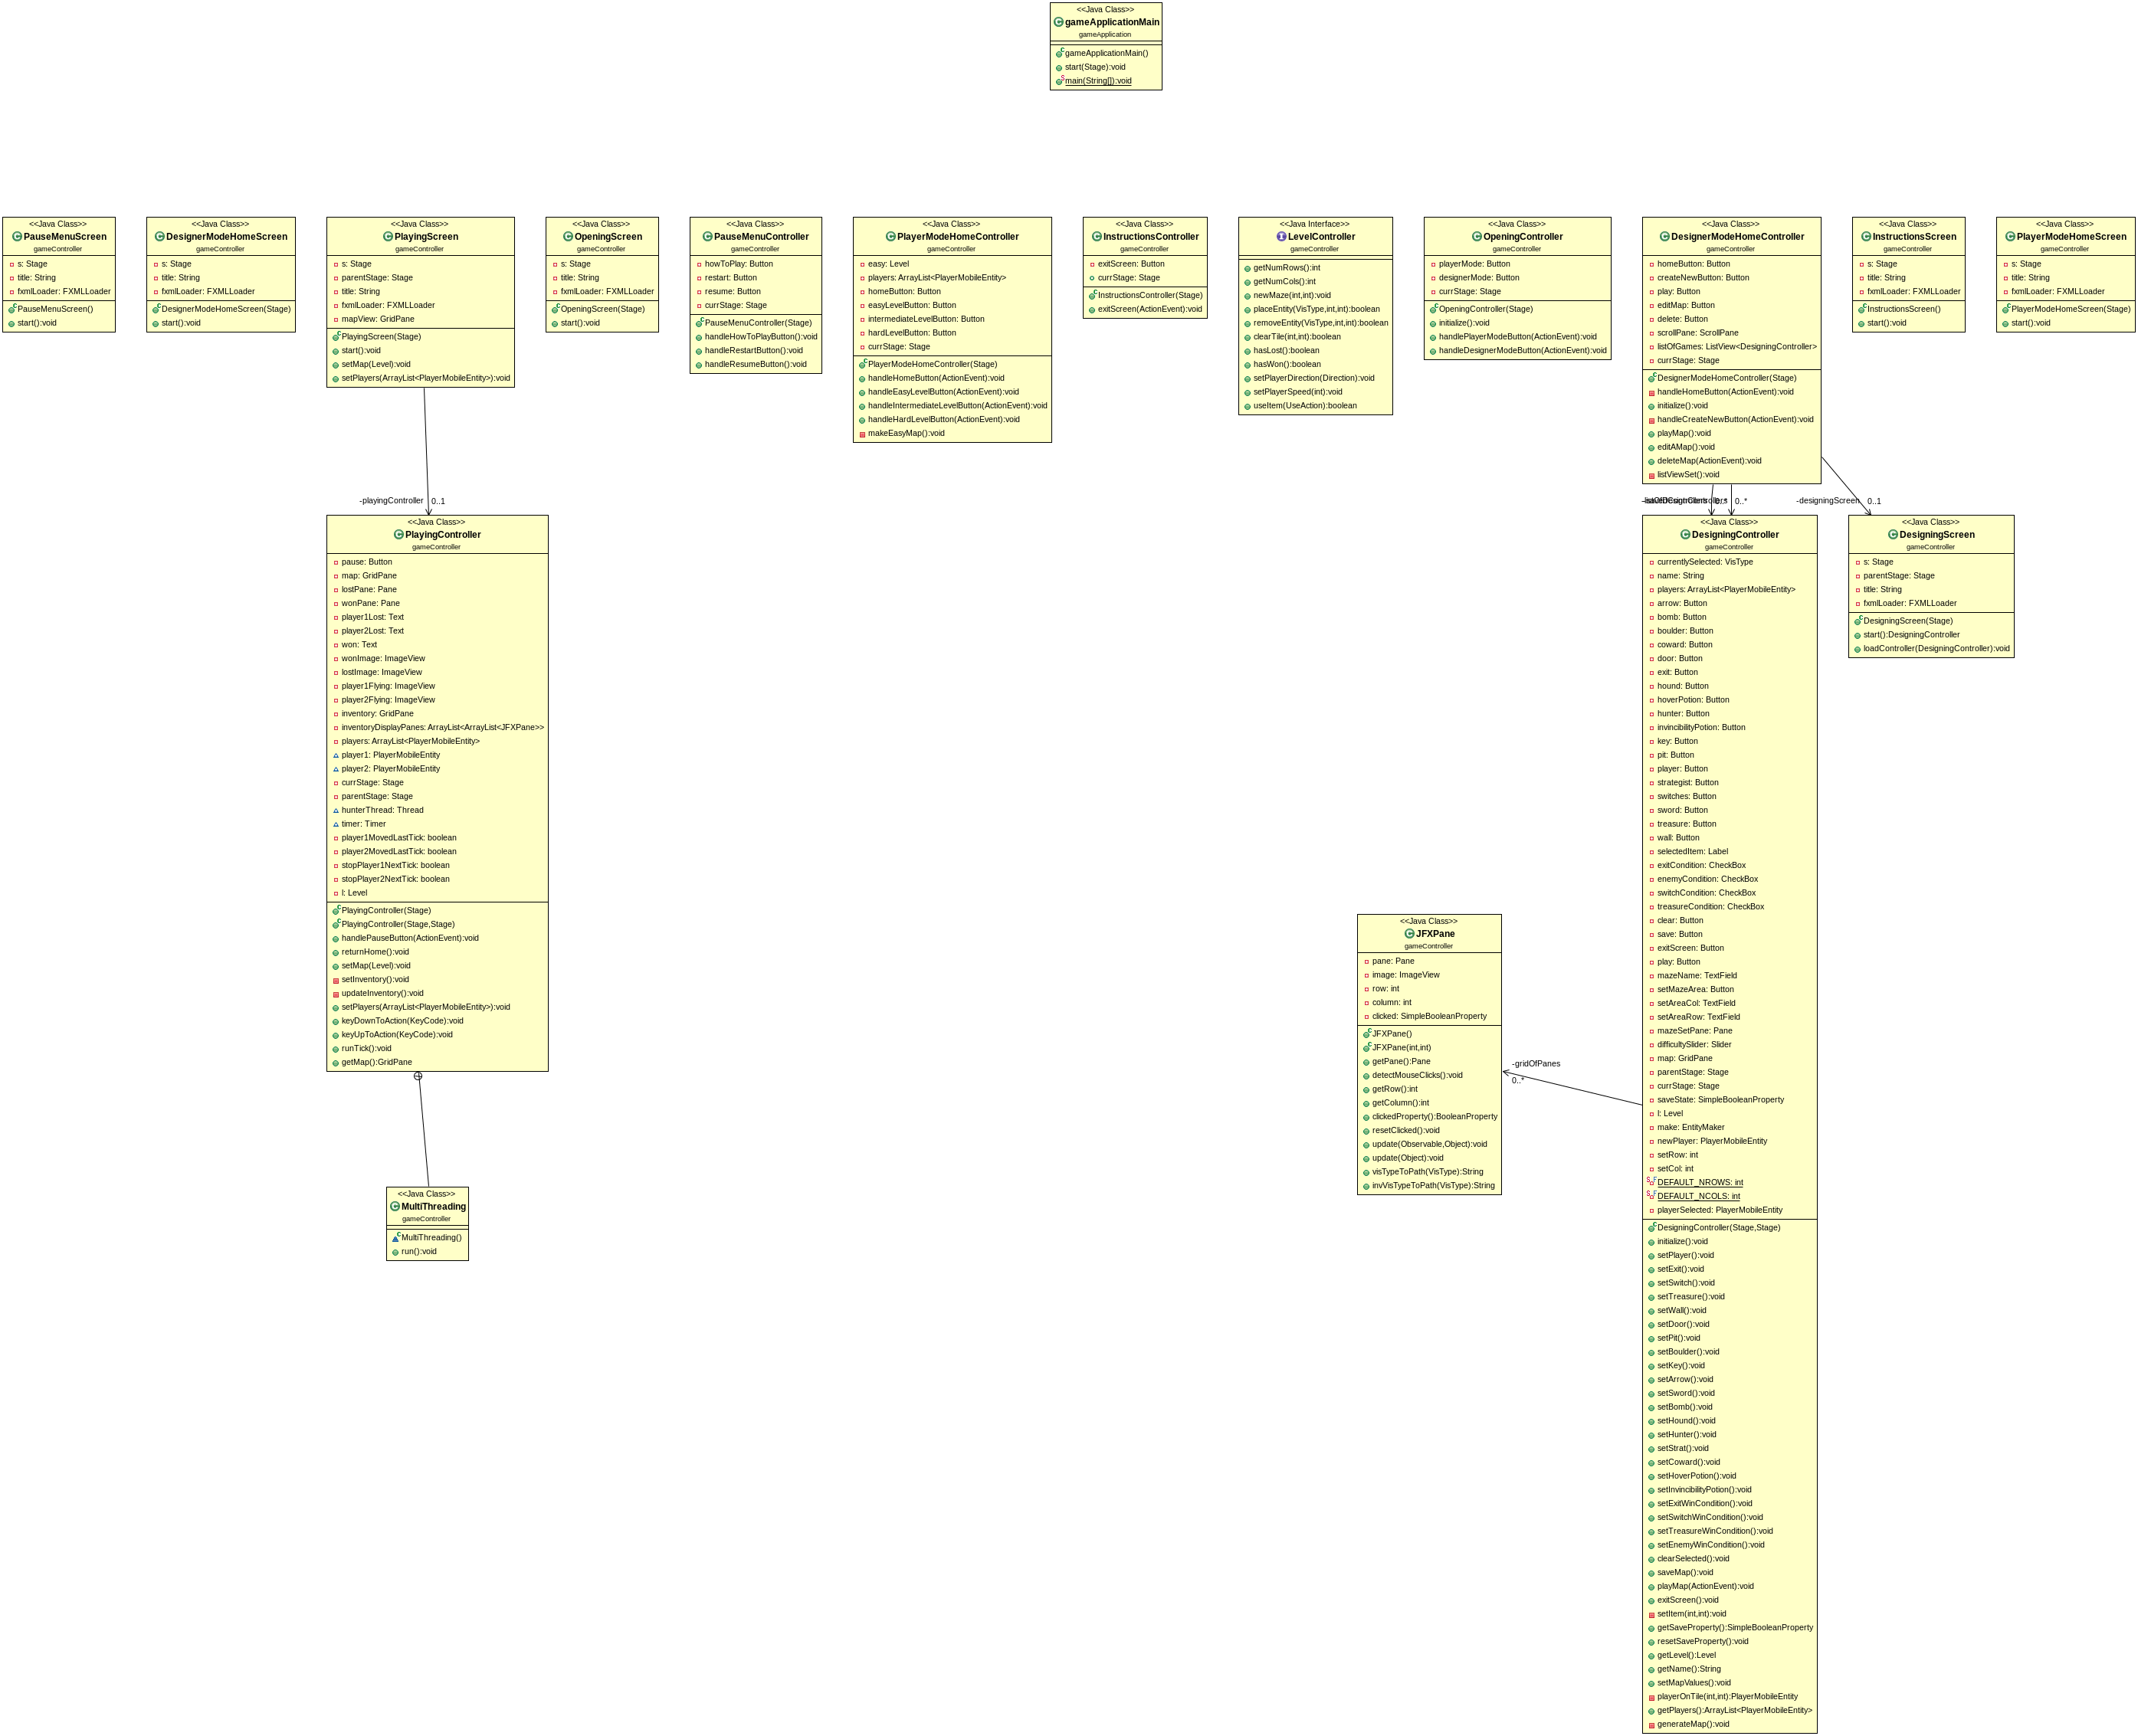 <<Java Class>>
gameApplicationMain
gameApplication
gameApplicationMain()
start(Stage):void
main(String[]):void
<<Java Class>>
PauseMenuScreen
gameController
s: Stage
title: String
fxmlLoader: FXMLLoader
PauseMenuScreen()
start():void
<<Java Class>>
DesignerModeHomeScreen
gameController
s: Stage
title: String
fxmlLoader: FXMLLoader
DesignerModeHomeScreen(Stage)
start():void
<<Java Class>>
PlayingScreen
gameController
s: Stage
parentStage: Stage
title: String
fxmlLoader: FXMLLoader
mapView: GridPane
PlayingScreen(Stage)
start():void
setMap(Level):void
setPlayers(ArrayList<PlayerMobileEntity>):void
<<Java Class>>
OpeningScreen
gameController
s: Stage
title: String
fxmlLoader: FXMLLoader
OpeningScreen(Stage)
start():void
<<Java Class>>
PauseMenuController
gameController
howToPlay: Button
restart: Button
resume: Button
currStage: Stage
PauseMenuController(Stage)
handleHowToPlayButton():void
handleRestartButton():void
handleResumeButton():void
<<Java Class>>
PlayerModeHomeController
gameController
easy: Level
players: ArrayList<PlayerMobileEntity>
homeButton: Button
easyLevelButton: Button
intermediateLevelButton: Button
hardLevelButton: Button
currStage: Stage
PlayerModeHomeController(Stage)
handleHomeButton(ActionEvent):void
handleEasyLevelButton(ActionEvent):void
handleIntermediateLevelButton(ActionEvent):void
handleHardLevelButton(ActionEvent):void
makeEasyMap():void
<<Java Class>>
InstructionsController
gameController
exitScreen: Button
currStage: Stage
InstructionsController(Stage)
exitScreen(ActionEvent):void
<<Java Interface>>
LevelController
gameController
getNumRows():int
getNumCols():int
newMaze(int,int):void
placeEntity(VisType,int,int):boolean
removeEntity(VisType,int,int):boolean
clearTile(int,int):boolean
hasLost():boolean
hasWon():boolean
setPlayerDirection(Direction):void
setPlayerSpeed(int):void
useItem(UseAction):boolean
<<Java Class>>
OpeningController
gameController
playerMode: Button
designerMode: Button
currStage: Stage
OpeningController(Stage)
initialize():void
handlePlayerModeButton(ActionEvent):void
handleDesignerModeButton(ActionEvent):void
<<Java Class>>
DesignerModeHomeController
gameController
homeButton: Button
createNewButton: Button
play: Button
editMap: Button
delete: Button
scrollPane: ScrollPane
listOfGames: ListView<DesigningController>
currStage: Stage
DesignerModeHomeController(Stage)
handleHomeButton(ActionEvent):void
initialize():void
handleCreateNewButton(ActionEvent):void
playMap():void
editAMap():void
deleteMap(ActionEvent):void
listViewSet():void
<<Java Class>>
InstructionsScreen
gameController
s: Stage
title: String
fxmlLoader: FXMLLoader
InstructionsScreen()
start():void
<<Java Class>>
PlayerModeHomeScreen
gameController
s: Stage
title: String
fxmlLoader: FXMLLoader
PlayerModeHomeScreen(Stage)
start():void
-playingController 0..1
0..*
-designingScreen 0..1
<<Java Class>>
PlayingController
gameController
pause: Button
map: GridPane
lostPane: Pane
wonPane: Pane
player1Lost: Text
player2Lost: Text
won: Text
wonImage: ImageView
lostImage: ImageView
player1Flying: ImageView
player2Flying: ImageView
inventory: GridPane
inventoryDisplayPanes: ArrayList<ArrayList<JFXPane>>
players: ArrayList<PlayerMobileEntity>
player1: PlayerMobileEntity
player2: PlayerMobileEntity
currStage: Stage
parentStage: Stage
hunterThread: Thread
timer: Timer
player1MovedLastTick: boolean
player2MovedLastTick: boolean
stopPlayer1NextTick: boolean
stopPlayer2NextTick: boolean
l: Level
PlayingController(Stage)
PlayingController(Stage,Stage)
handlePauseButton(ActionEvent):void
returnHome():void
setMap(Level):void
setInventory():void
updateInventory():void
setPlayers(ArrayList<PlayerMobileEntity>):void
keyDownToAction(KeyCode):void
keyUpToAction(KeyCode):void
runTick():void
getMap():GridPane
<<Java Class>>
DesigningController
gameController
currentlySelected: VisType
name: String
players: ArrayList<PlayerMobileEntity>
arrow: Button
bomb: Button
boulder: Button
coward: Button
door: Button
exit: Button
hound: Button
hoverPotion: Button
hunter: Button
invincibilityPotion: Button
key: Button
pit: Button
player: Button
strategist: Button
switches: Button
sword: Button
treasure: Button
wall: Button
selectedItem: Label
exitCondition: CheckBox
enemyCondition: CheckBox
switchCondition: CheckBox
treasureCondition: CheckBox
clear: Button
save: Button
exitScreen: Button
play: Button
mazeName: TextField
setMazeArea: Button
setAreaCol: TextField
setAreaRow: TextField
mazeSetPane: Pane
difficultySlider: Slider
map: GridPane
parentStage: Stage
currStage: Stage
saveState: SimpleBooleanProperty
l: Level
make: EntityMaker
newPlayer: PlayerMobileEntity
setRow: int
setCol: int
DEFAULT_NROWS: int
DEFAULT_NCOLS: int
playerSelected: PlayerMobileEntity
DesigningController(Stage,Stage)
initialize():void
setPlayer():void
setExit():void
setSwitch():void
setTreasure():void
setWall():void
setDoor():void
setPit():void
setBoulder():void
setKey():void
setArrow():void
setSword():void
setBomb():void
setHound():void
setHunter():void
setStrat():void
setCoward():void
setHoverPotion():void
setInvincibilityPotion():void
setExitWinCondition():void
setSwitchWinCondition():void
setTreasureWinCondition():void
setEnemyWinCondition():void
clearSelected():void
saveMap():void
playMap(ActionEvent):void
exitScreen():void
setItem(int,int):void
getSaveProperty():SimpleBooleanProperty
resetSaveProperty():void
getLevel():Level
getName():String
setMapValues():void
playerOnTile(int,int):PlayerMobileEntity
getPlayers():ArrayList<PlayerMobileEntity>
generateMap():void
<<Java Class>>
DesigningScreen
gameController
s: Stage
parentStage: Stage
title: String
fxmlLoader: FXMLLoader
DesigningScreen(Stage)
start():DesigningController
loadController(DesigningController):void
<<Java Class>>
JFXPane
gameController
pane: Pane
image: ImageView
row: int
column: int
clicked: SimpleBooleanProperty
JFXPane()
JFXPane(int,int)
getPane():Pane
detectMouseClicks():void
getRow():int
getColumn():int
clickedProperty():BooleanProperty
resetClicked():void
update(Observable,Object):void
update(Object):void
visTypeToPath(VisType):String
invVisTypeToPath(VisType):String
-gridOfPanes
0..*
<<Java Class>>
MultiThreading
gameController
MultiThreading()
run():void